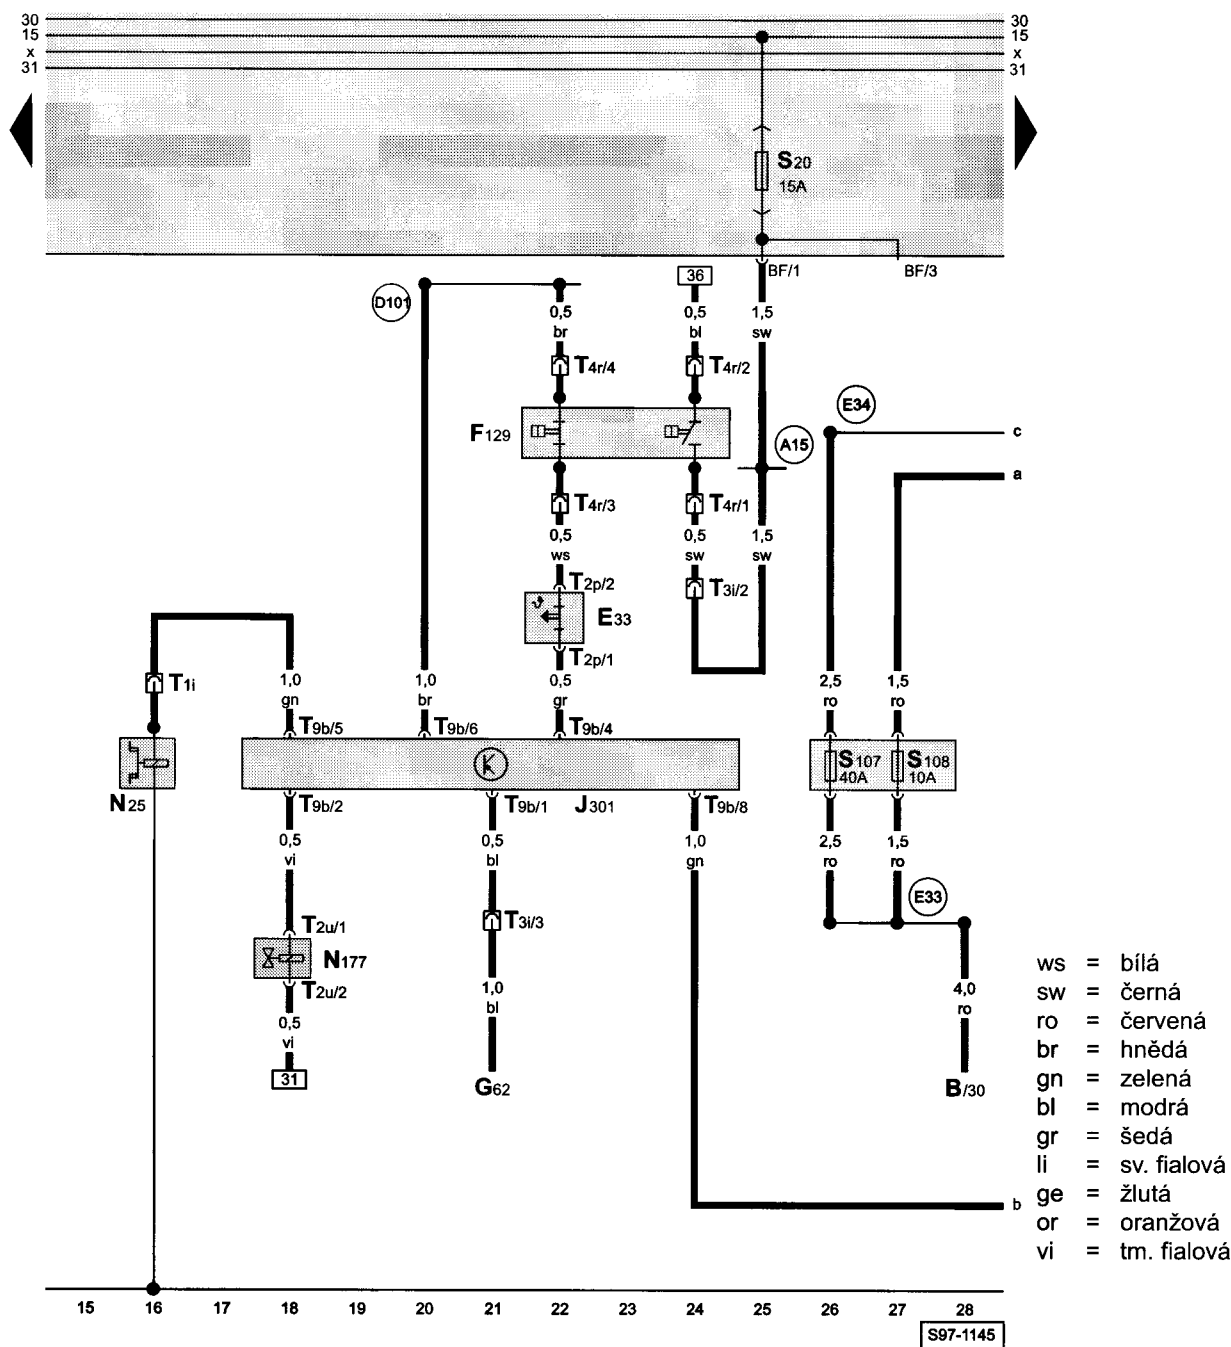 30 30
15 15
x x
31 31
S20
15A
36
BF/1 BF/3
D101
0,5 0,5 1,5
br bl sw
T4r/4 T4r/2
E34
F129
A15
c
a
T4r/3 T4r/1
0,5 0,5 1,5
ws sw sw
T2p/2 T3i/2
E33
T2p/1
T1i
1,0 1,0 0,5 2,5 1,5
gn br gr ro ro
T9b/5 T9b/6 T9b/4
S107 S108
40A 10A
N25 T9b/2 T9b/1 J301 T9b/8
0,5 0,5 1,0 2,5 1,5
vi bl gn ro ro
E33
T2u/1 T3i/3
N177
T2u/2
1,0 4,0
bl ro
0,5
vi
31
G62 B/30
ws = bílá
sw = černá
ro = červená
br = hnědá
gn = zelená
bl = modrá
gr = šedá
li = sv. fialová
ge = žlutá
or = oranžová
vi = tm. fialová
b
15 16 17 18 19 20 21 22 23 24 25 26 27 28
S97-1145